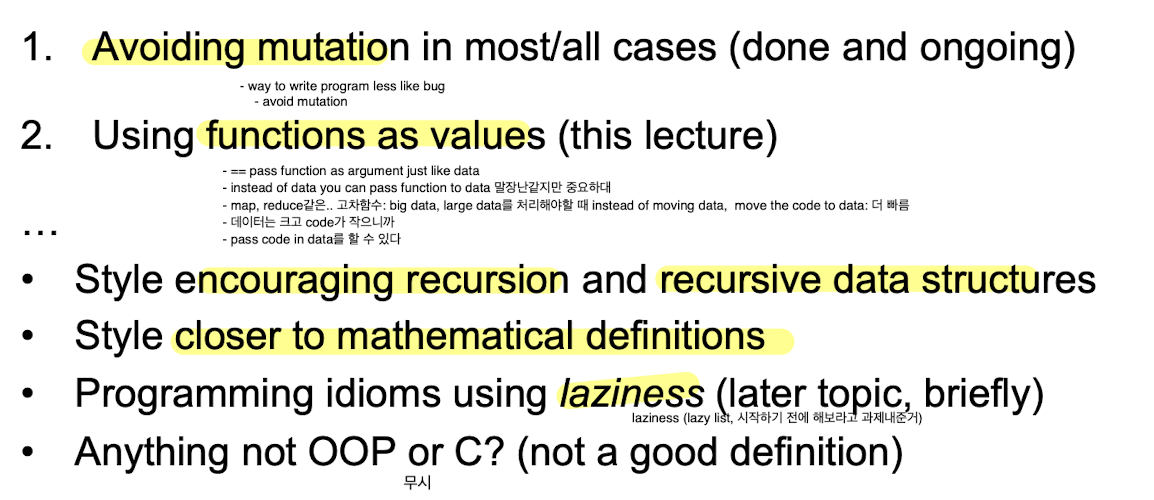 1. Avoiding mutation in most/all cases (done and ongoing)
- way to write program less like bug
- avoid mutation
2. Using functions as values (this lecture)
- == pass function as argument just like data
- instead of data you can pass function to data 말장난같지만 중요하대
- map, reduce같은.. 고차함수: big data, large data를 처리해야할 때 instead of moving data, move the code to data: 더 빠름
- 데이터는 크고 code가 작으니까
- pass code in data를 할 수 있다
...
• Style encouraging recursion and recursive data structures
• Style closer to mathematical definitions
• Programming idioms using laziness (later topic, briefly)
laziness (lazy list, 시작하기 전에 해보라고 과제내준거)
• Anything not OOP or C? (not a good definition)
무시